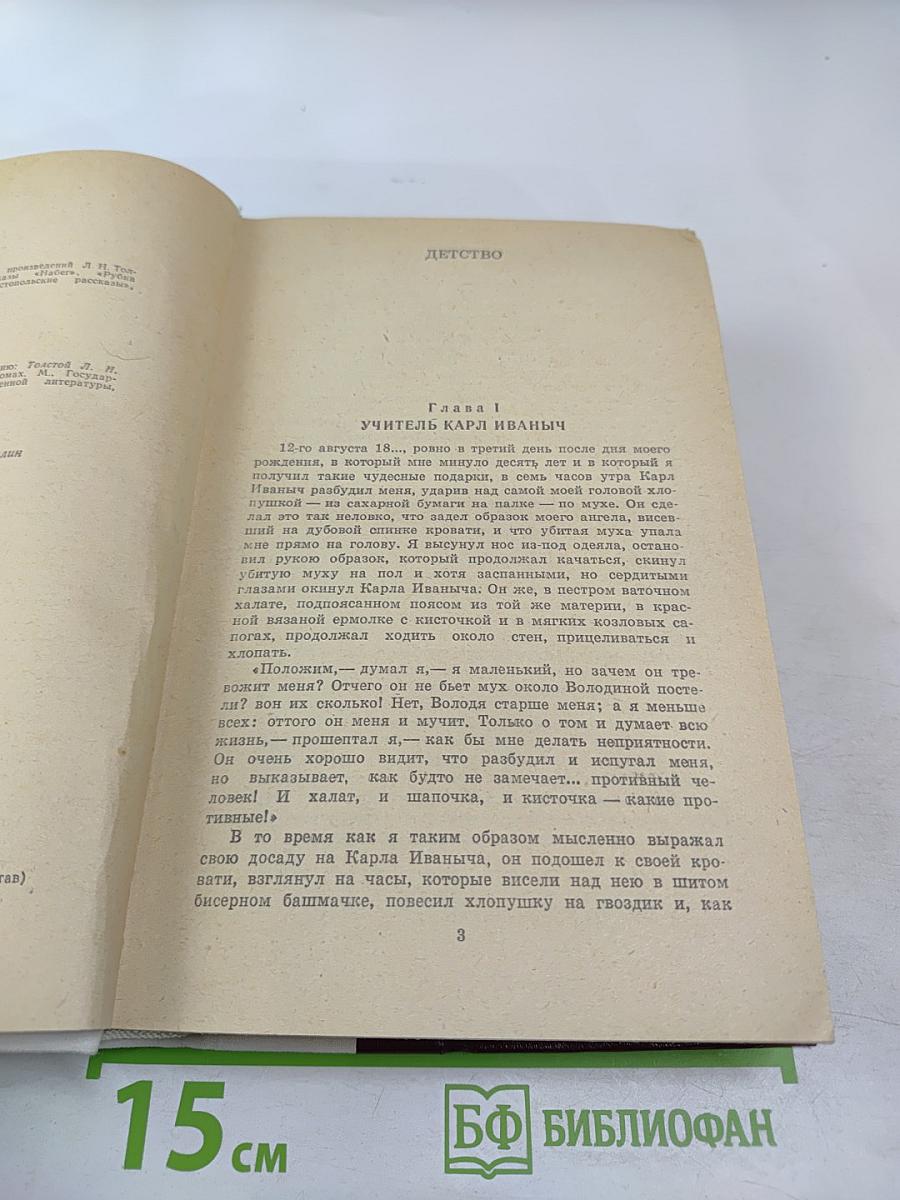 произведений Л. Н. Тол-
«Набег», «Рубка
рассказы»,
Толстой Л. Н.
М., Государ-
литературы,
ДЕТСТВО
Глава I
УЧИТЕЛЬ КАРЛ ИВАНЫЧ
12-го августа 18..., ровно в третий день после дня моего
рождения, в который мне минуло десять лет и в который я
получил такие чудесные подарки, в семь часов утра Карл
Иваныч разбудил меня, ударив над самой моей головой хло-
пушкой — из сахарной бумаги на палке — по мухе. Он сде-
лал это так неловко, что задел образок моего ангела, висев-
ший на дубовой спинке кровати, и что убитая муха упала
мне прямо на голову. Я высунул нос из-под одеяла, остано-
вил рукою образок, который продолжал качаться, скинул
убитую муху на пол и хотя заспанными, но сердитыми
глазами окинул Карла Иваныча. Он же, в пестром ваточном
халате, подпоясанном поясом из той же материи, в крас-
ной вязаной ермолке с кисточкой и в мягких козловых са-
погах, продолжал ходить около стен, прицеливаться и
хлопать.
«Положим,— думал я,— я маленький, но зачем он тре-
вожит меня? Отчего он не бьет мух около Володиной посте-
ли? вон их сколько! Нет, Володя старше меня; а я меньше
всех: оттого он меня и мучит. Только о том и думает всю
жизнь,— прошептал я,— как бы мне делать неприятности.
Он очень хорошо видит, что разбудил и испугал меня,
но выказывает, как будто не замечает... противный че-
ловек! И халат, и шапочка, и кисточка — какие про-
тивные!»
В то время как я таким образом мысленно выражал
свою досаду на Карла Иваныча, он подошел к своей кро-
вати, взглянул на часы, которые висели над нею в шитом
бисерном башмачке, повесил хлопушку на гвоздик и, как
3
15 см
БФ БИБЛИОФАН